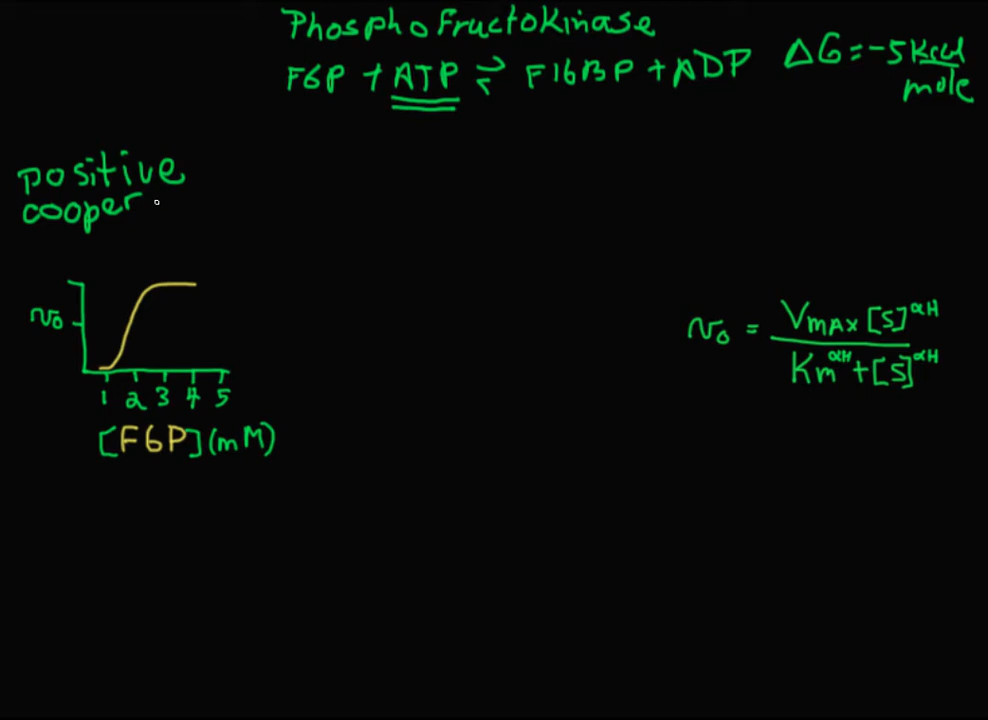 Phosphofructokinase
F6P + ATP ⇌ F16BP + ADP ΔG = -5 Kcal/mole
positive
cooper
v₀
1 2 3 4 5
[F6P] (mM)
v₀ = VMAX [S]^αH / Km^αH + [S]^αH